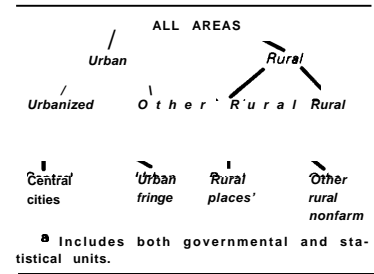 ALL AREAS
Urban Rural
Urbanized Other Rural Rural
Central Urban Rural Other
cities fringe places' rural
nonfarm
a Includes both governmental and sta-
tistical units.